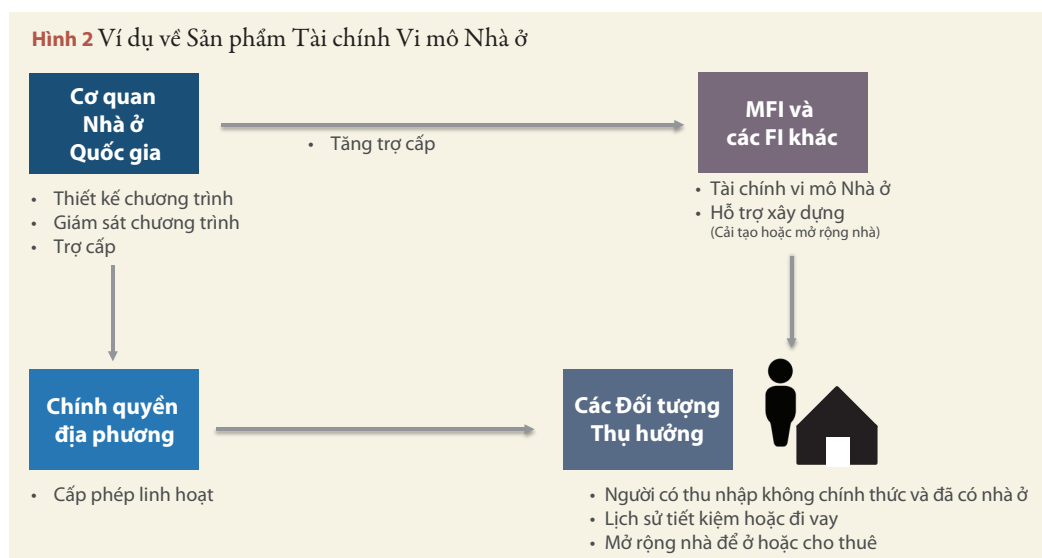 Hình 2 Ví dụ về Sản phẩm Tài chính Vi mô Nhà ở
Cơ quan
Nhà ở
Quốc gia
• Tăng trợ cấp
MFI và
các FI khác
• Thiết kế chương trình
• Giám sát chương trình
• Trợ cấp
• Tài chính vi mô Nhà ở
• Hỗ trợ xây dựng
(Cải tạo hoặc mở rộng nhà)
Chính quyền
địa phương
Các Đối tượng
Thụ hưởng
• Cấp phép linh hoạt
• Người có thu nhập không chính thức và đã có nhà ở
• Lịch sử tiết kiệm hoặc đi vay
• Mở rộng nhà để ở hoặc cho thuê